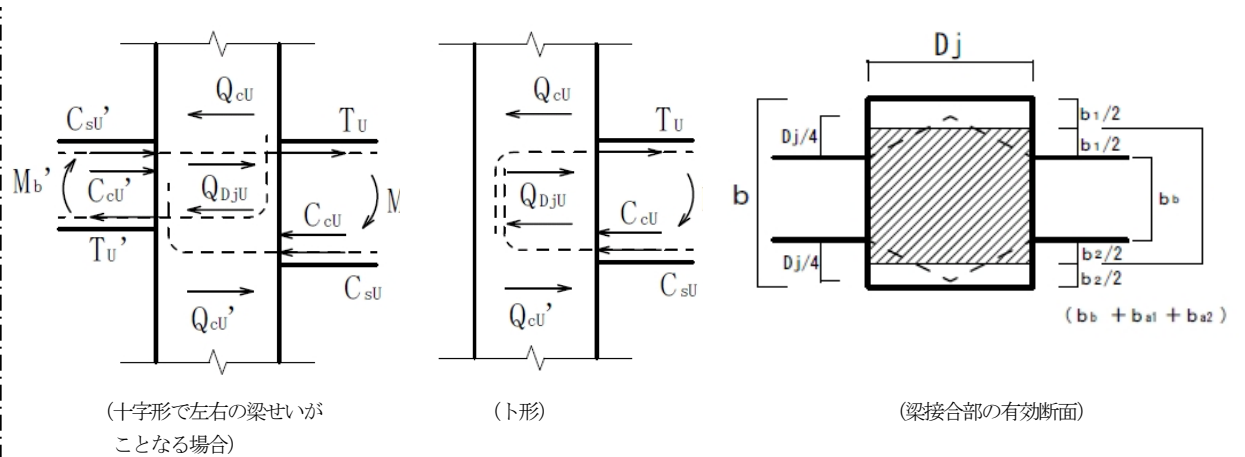 QcU
CsU'
TU
Mb'
CcU'
QDjU
CcU
M
TU'
CsU
QcU'
(十字形で左右の梁せいが
ことなる場合)
QcU
TU
QDjU
CcU
CsU
QcU'
(ト形)
Dj
b1/2
Dj/4
b1/2
b
bb
Dj/4
b2/2
b2/2
(bb + ba1 + ba2)
(梁接合部の有効断面)